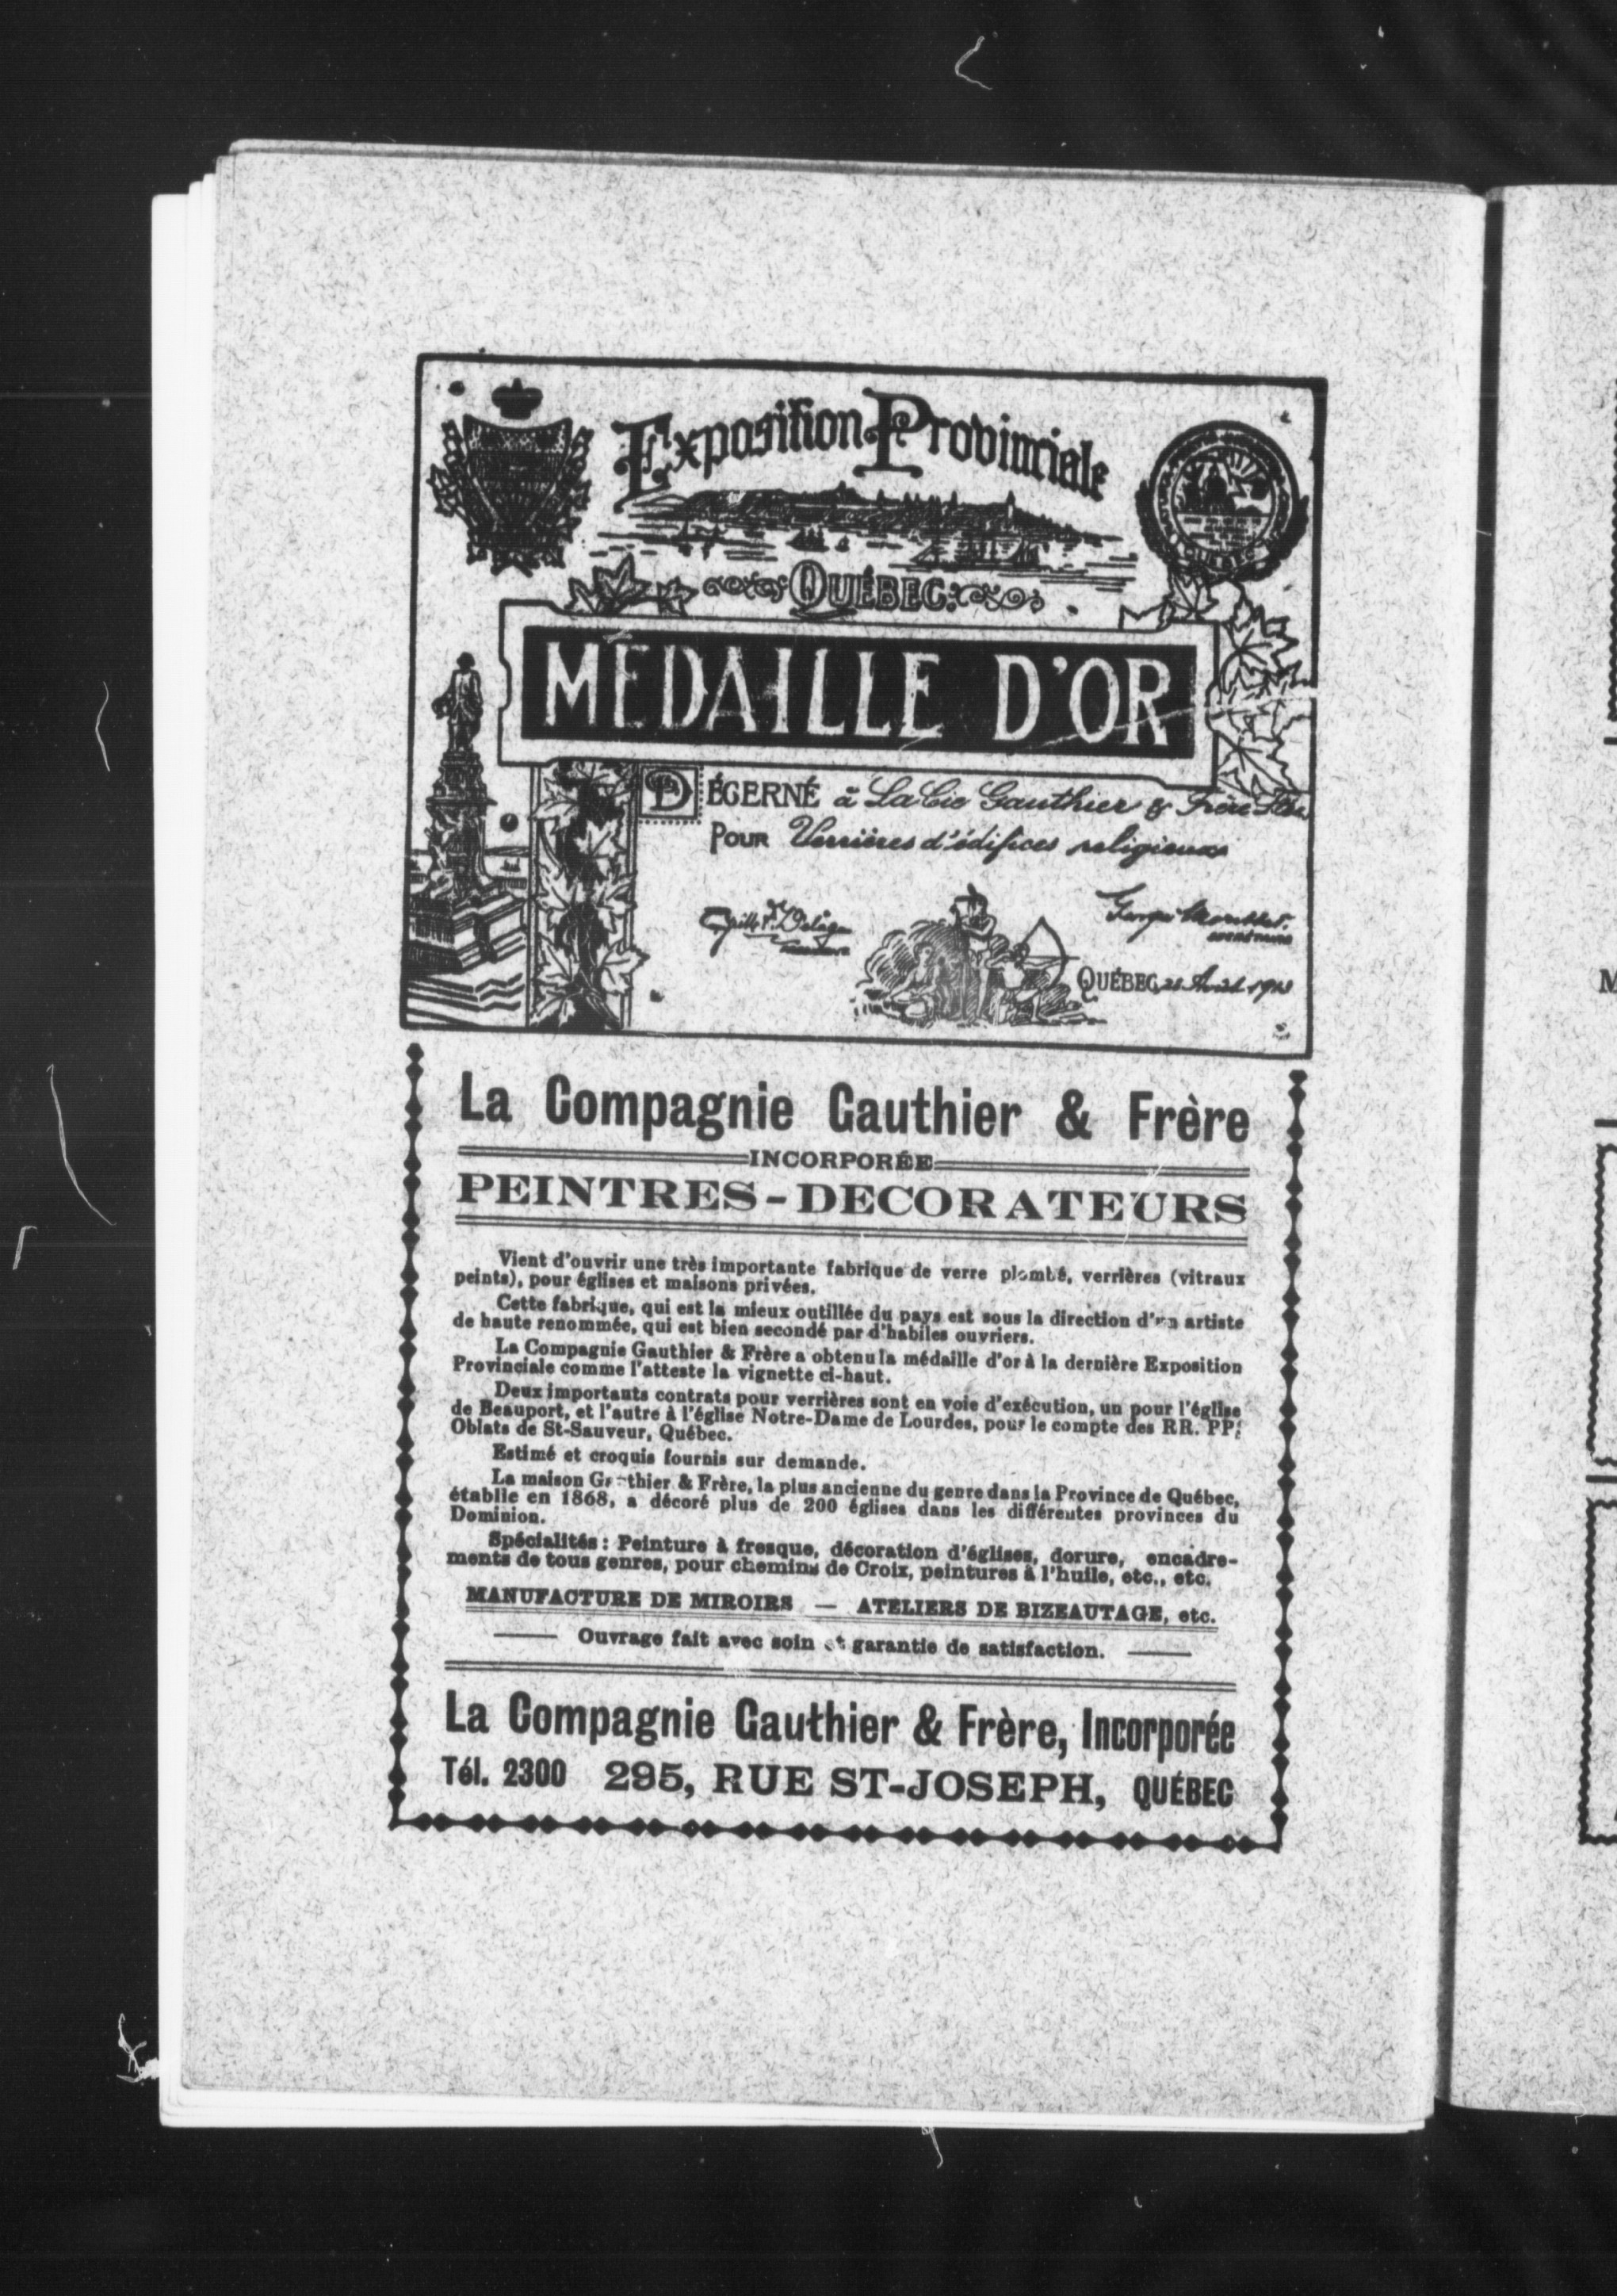 Exposition Provinciale
QUÉBEC
QUÉBEC.
MÉDAILLE D'OR
DÉCERNÉ à La Cie Gauthier & Frère
POUR Verrières d'édifices religieux
QUÉBEC, Avril
La Compagnie Gauthier & Frère
INCORPORÉE
PEINTRES-DECORATEURS
Vient d'ouvrir une très importante fabrique de verre plombé, verrières (vitraux
peints), pour églises et maisons privées.
Cette fabrique, qui est la mieux outillée du pays est sous la direction d'un artiste
de haute renommée, qui est bien secondé par d'habiles ouvriers.
La Compagnie Gauthier & Frère a obtenu la médaille d'or à la dernière Exposition
Provinciale comme l'atteste la vignette ci-haut.
Deux importants contrats pour verrières sont en voie d'exécution, un pour l'église
de Beauport, et l'autre à l'église Notre-Dame de Lourdes, pour le compte des RR. PP.
Oblats de St-Sauveur, Québec.
Estimé et croquis fournis sur demande.
La maison Gauthier & Frère, la plus ancienne du genre dans la Province de Québec,
établie en 1868, a décoré plus de 200 églises dans les différentes provinces du
Dominion.
Spécialités : Peinture à fresque, décoration d'églises, dorure, encadre-
ments de tous genres, pour chemins de Croix, peintures à l'huile, etc., etc.
MANUFACTURE DE MIROIRS — ATELIERS DE BIZEAUTAGE, etc.
Ouvrage fait avec soin et garantie de satisfaction.
La Compagnie Gauthier & Frère, Incorporée
Tél. 2300 295, RUE ST-JOSEPH, QUÉBEC
M